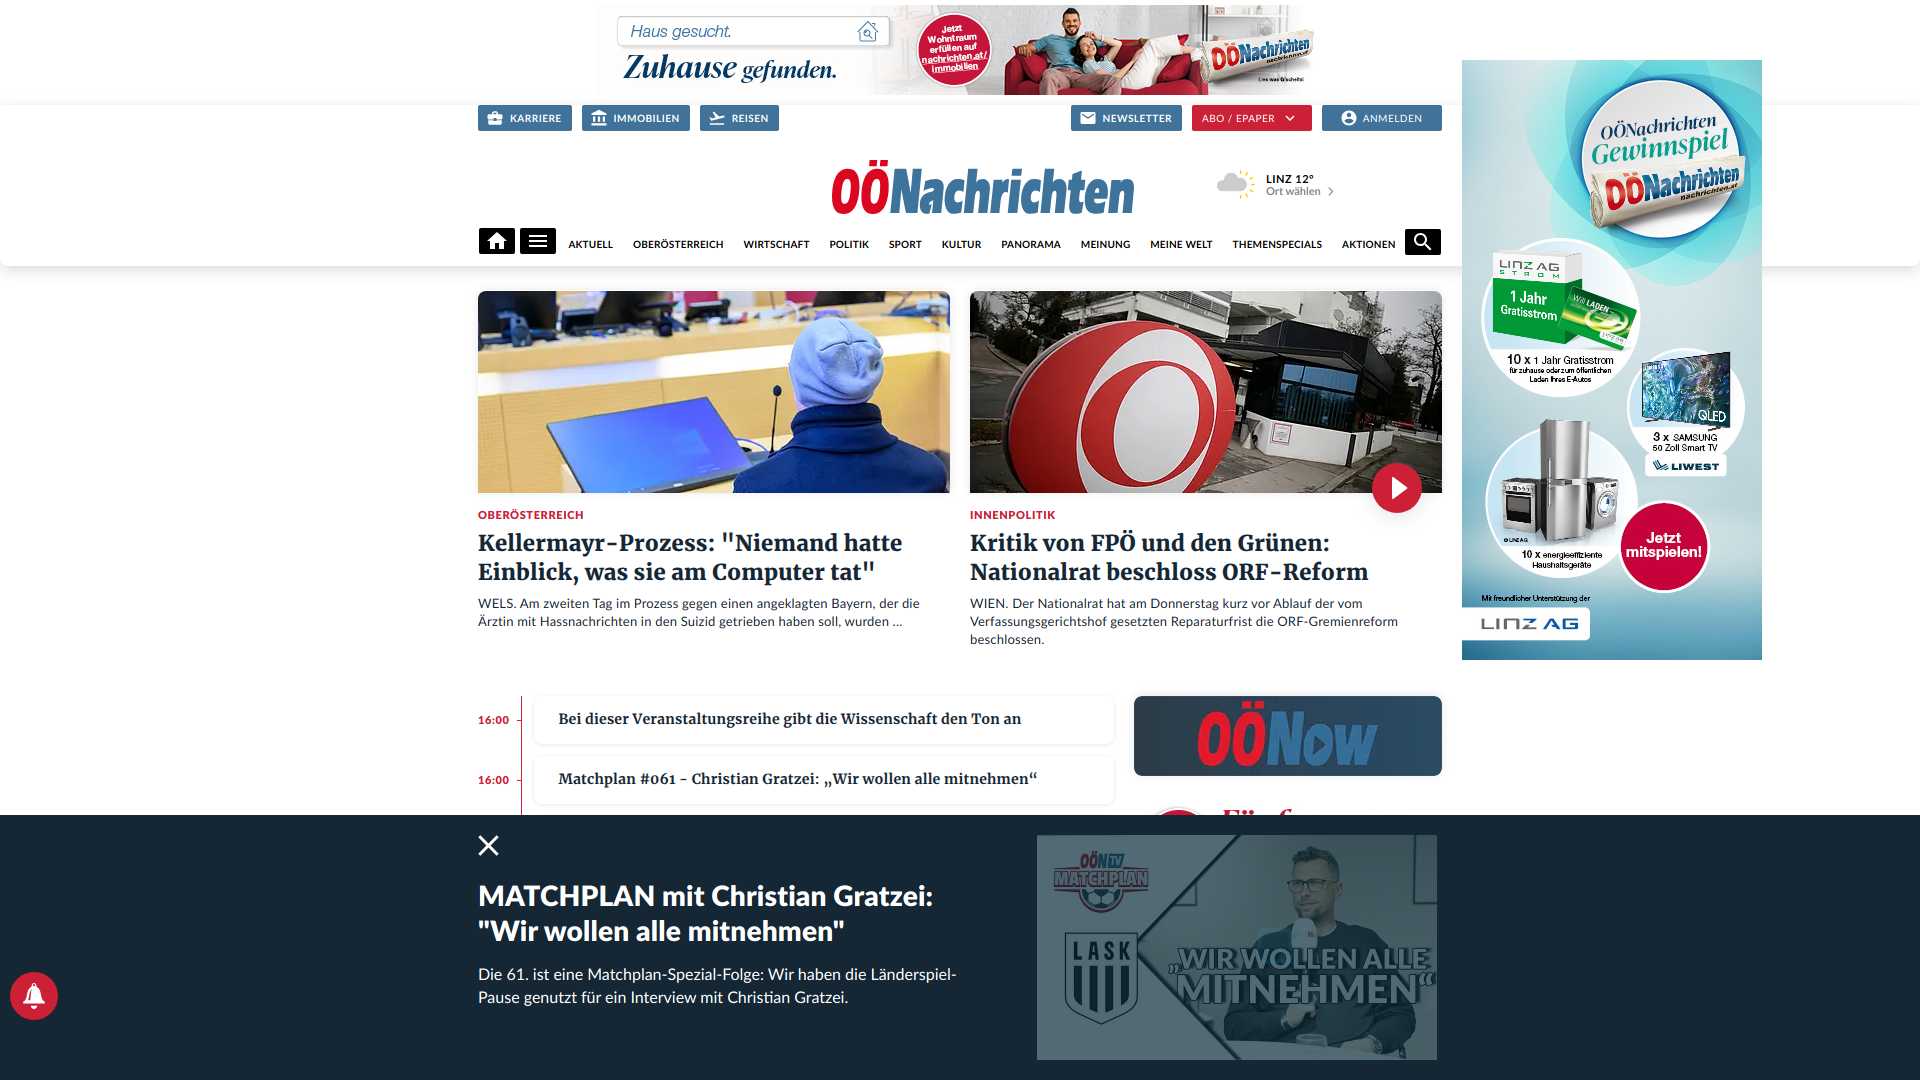 Haus gesucht.
Zuhause gefunden.
Jetzt
Wohntraum
erfüllen auf
nachrichten.at/
immobilien
OÖNachrichten
Lies was G'scheits!
KARRIERE
IMMOBILIEN
REISEN
NEWSLETTER
ABO / EPAPER
ANMELDEN
OÖNachrichten
LINZ 12°
Ort wählen
AKTUELL
OBERÖSTERREICH
WIRTSCHAFT
POLITIK
SPORT
KULTUR
PANORAMA
MEINUNG
MEINE WELT
THEMENSPECIALS
AKTIONEN
OÖNachrichten
Gewinnspiel
OÖNachrichten
nachrichten.at
LINZ AG
STROM
1 Jahr
Gratisstrom
Will LADEN
10 x 1 Jahr Gratisstrom
für zuhause oder zum öffentlichen
Laden Ihres E-Autos
QLED
3 x SAMSUNG
50 Zoll Smart TV
LIWEST
© LINZ AG
10 x energieeffiziente
Haushaltsgeräte
Jetzt
mitspielen!
Mit freundlicher Unterstützung der
LINZ AG
OBERÖSTERREICH
Kellermayr-Prozess: "Niemand hatte
Einblick, was sie am Computer tat"
WELS. Am zweiten Tag im Prozess gegen einen angeklagten Bayern, der die
Ärztin mit Hassnachrichten in den Suizid getrieben haben soll, wurden ...
INNENPOLITIK
Kritik von FPÖ und den Grünen:
Nationalrat beschloss ORF-Reform
WIEN. Der Nationalrat hat am Donnerstag kurz vor Ablauf der vom
Verfassungsgerichtshof gesetzten Reparaturfrist die ORF-Gremienreform
beschlossen.
16:00
Bei dieser Veranstaltungsreihe gibt die Wissenschaft den Ton an
16:00
Matchplan #061 - Christian Gratzei: „Wir wollen alle mitnehmen“
OÖNow
MATCHPLAN mit Christian Gratzei:
"Wir wollen alle mitnehmen"
Die 61. ist eine Matchplan-Spezial-Folge: Wir haben die Länderspiel-
Pause genutzt für ein Interview mit Christian Gratzei.
OÖN TV
MATCHPLAN
LASK
„WIR WOLLEN ALLE
MITNEHMEN“